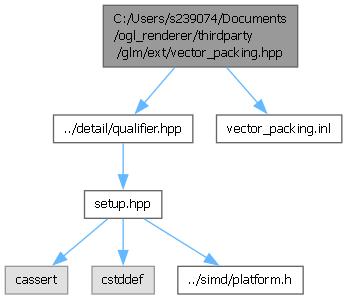 C:/Users/s239074/Documents
/ogl_renderer/thirdparty
/glm/ext/vector_packing.hpp
../detail/qualifier.hpp
vector_packing.inl
setup.hpp
cassert
cstddef
../simd/platform.h